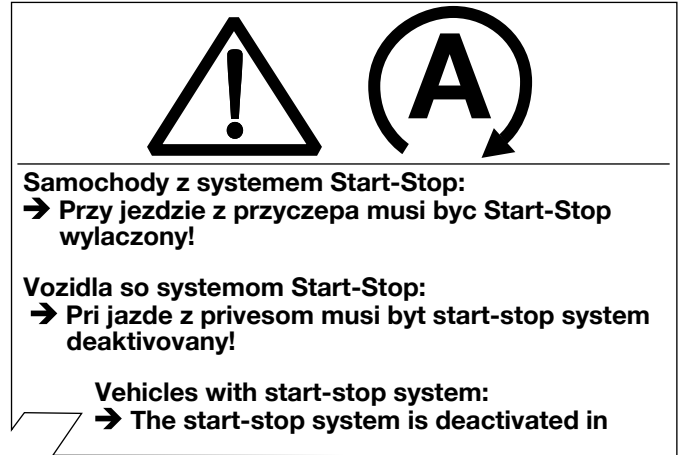 A
Samochody z systemem Start-Stop:
➔ Przy jezdzie z przyczepa musi byc Start-Stop
wylaczony!
Vozidla so systemom Start-Stop:
➔ Pri jazde z privesom musi byt start-stop system
deaktivovany!
Vehicles with start-stop system:
➔ The start-stop system is deactivated in